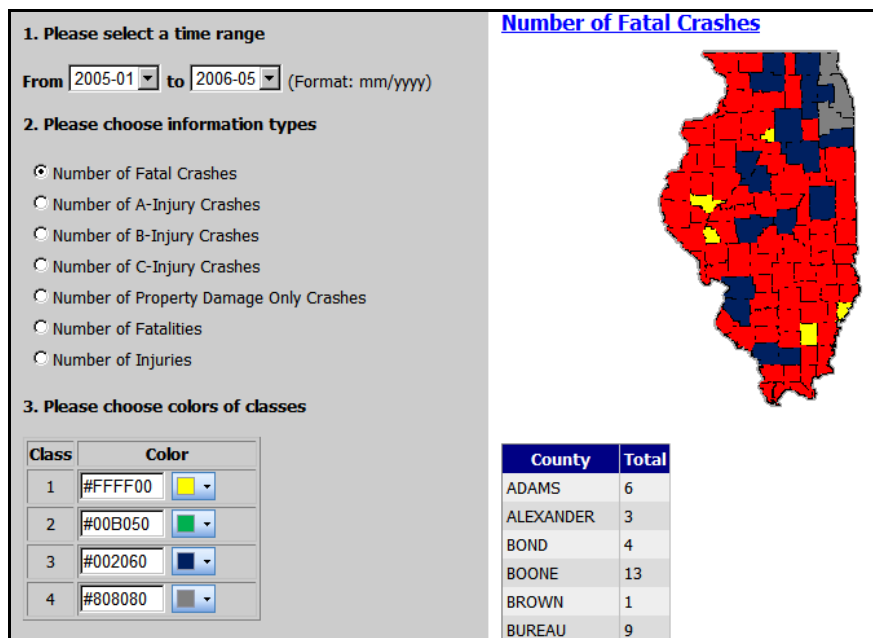 1. Please select a time range
From 2005-01 to 2006-05 (Format: mm/yyyy)
2. Please choose information types
Number of Fatal Crashes
Number of A-Injury Crashes
Number of B-Injury Crashes
Number of C-Injury Crashes
Number of Property Damage Only Crashes
Number of Fatalities
Number of Injuries
3. Please choose colors of classes
Class Color
1 #FFFF00
2 #00B050
3 #002060
4 #808080
Number of Fatal Crashes
County Total
ADAMS 6
ALEXANDER 3
BOND 4
BOONE 13
BROWN 1
BUREAU 9